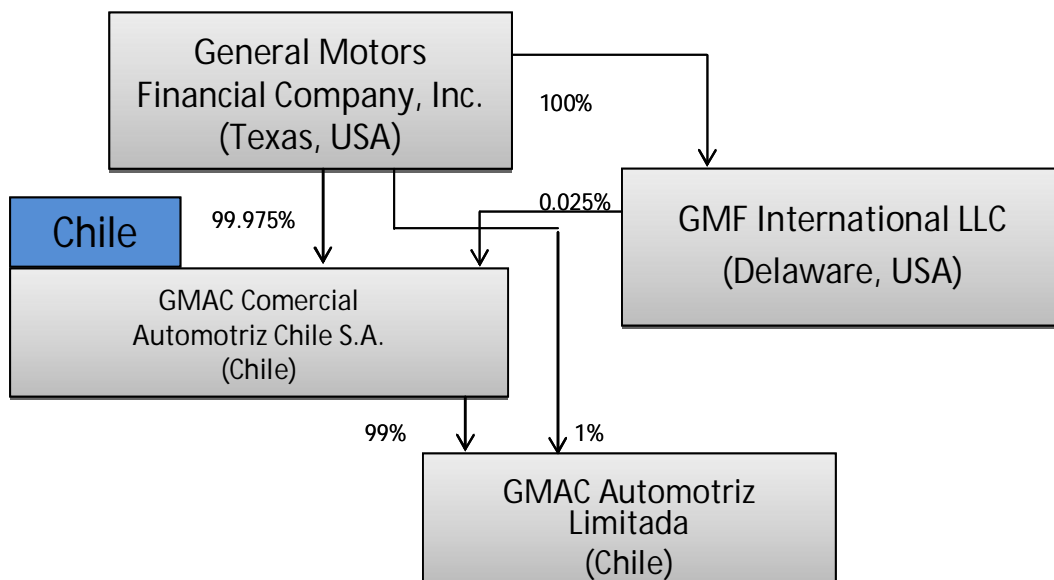 General Motors
Financial Company, Inc.
(Texas, USA)
100%
99.975%
0.025%
GMF International LLC
(Delaware, USA)
Chile
GMAC Comercial
Automotriz Chile S.A.
(Chile)
99%
1%
GMAC Automotriz
Limitada
(Chile)